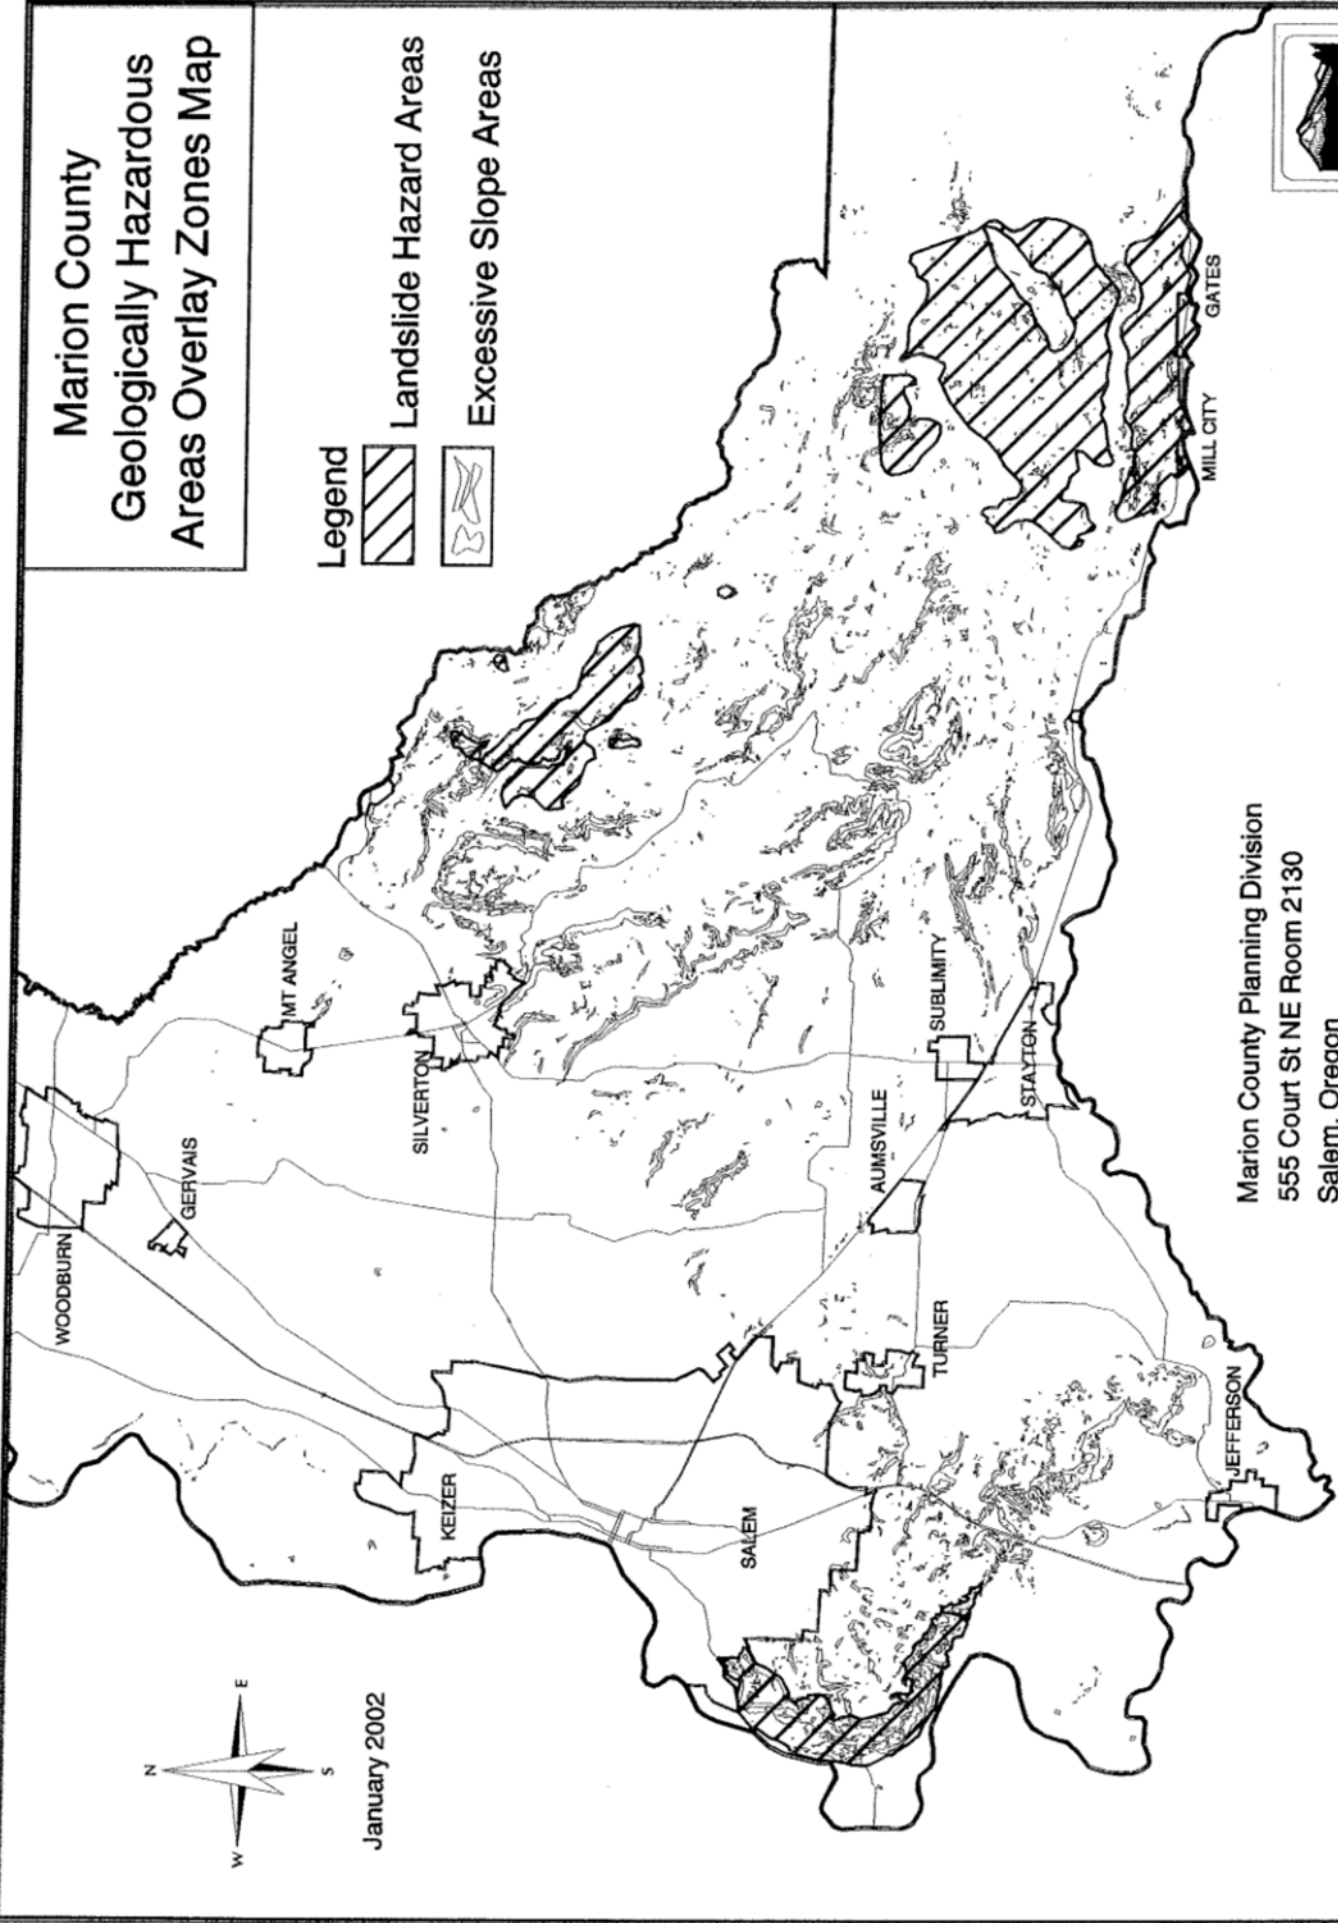 Marion County
Geologically Hazardous
Areas Overlay Zones Map
Legend
Landslide Hazard Areas
Excessive Slope Areas
N
W
E
S
January 2002
WOODBURN
GERVAIS
MT ANGEL
SILVERTON
KEIZER
SALEM
TURNER
AUMSVILLE
SUBLIMITY
STAYTON
JEFFERSON
MILL CITY
GATES
Marion County Planning Division
555 Court St NE Room 2130
Salem, Oregon